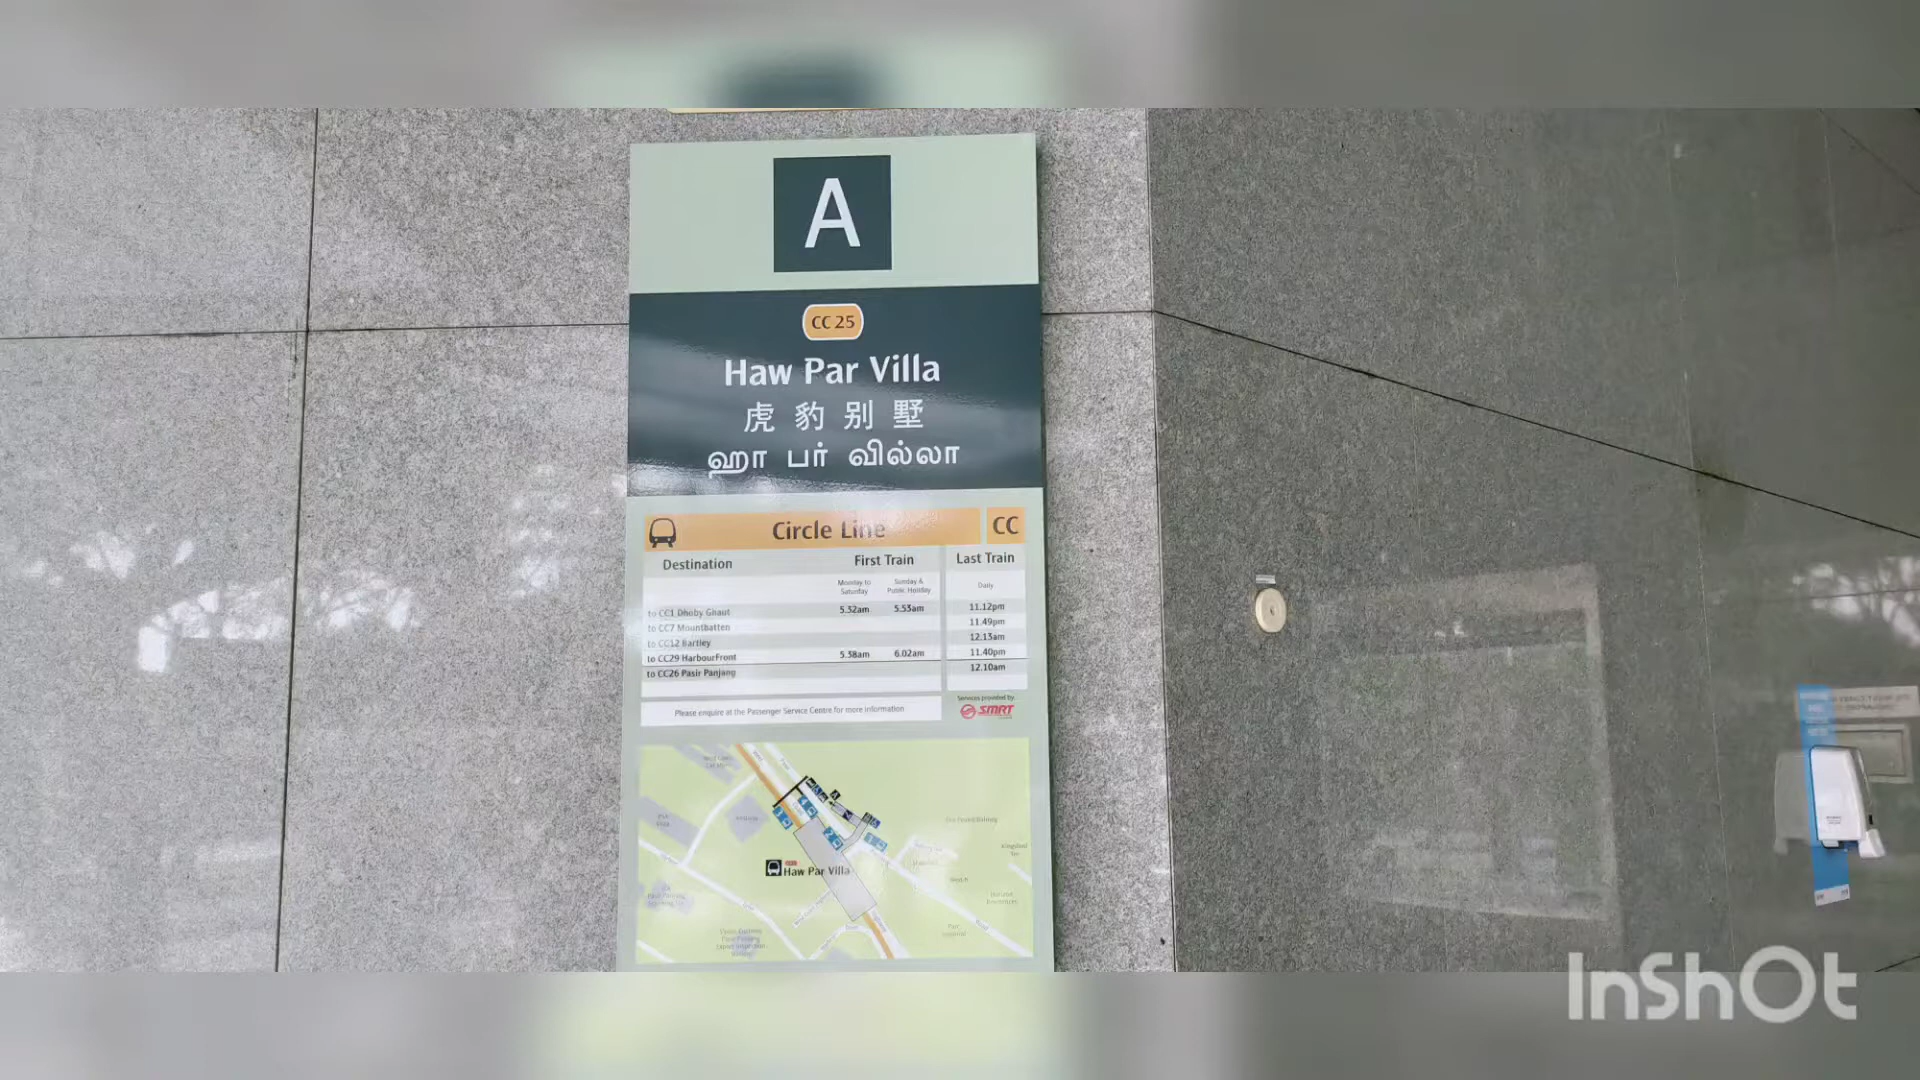 A
CC 25
Haw Par Villa
虎豹别墅
ஹா பர் வில்லா
Circle Line CC
Destination First Train Last Train
Monday to Saturday Sunday & Public Holiday Daily
to CC1 Dhoby Ghaut 5.32am 5.53am 11.12pm
to CC7 Mountbatten 11.49pm
to CC12 Bartley 12.13am
to CC29 HarbourFront 5.38am 6.02am 11.40pm
to CC26 Pasir Panjang 12.10am
Please enquire at the Passenger Service Centre for more information
Services provided by
SMRT
Haw Par Villa
InShOt